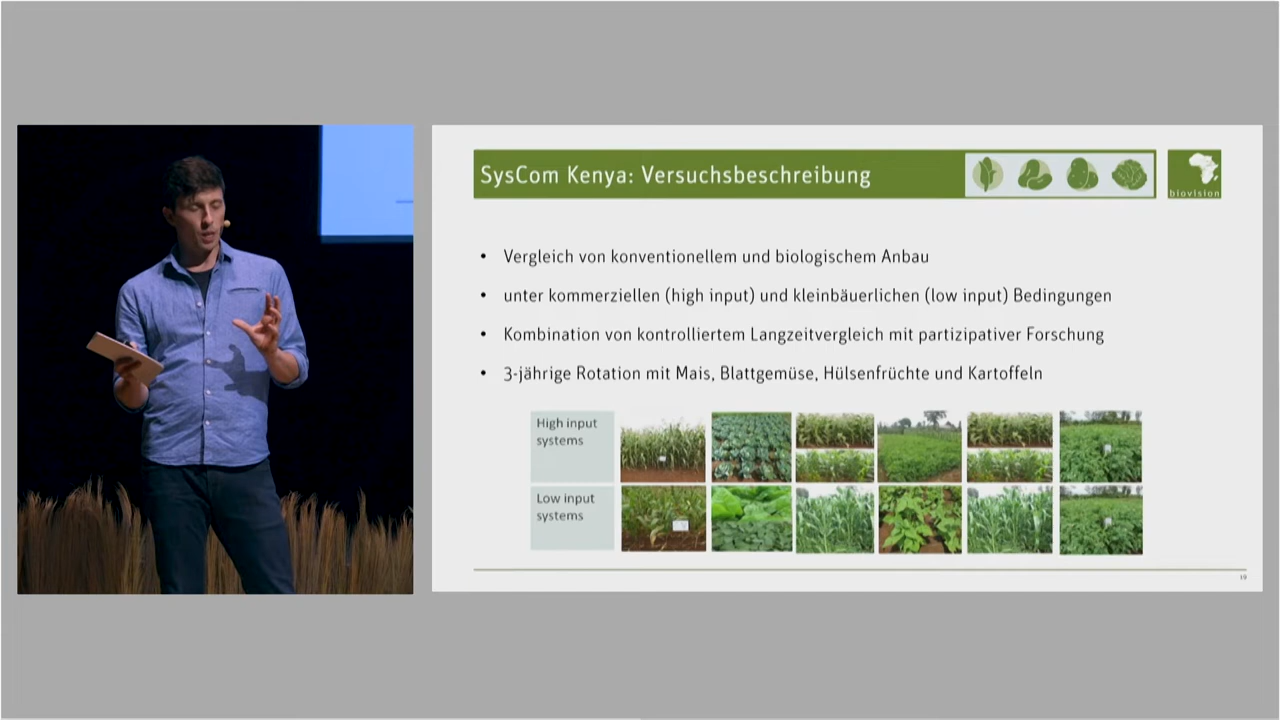 SysCom Kenya: Versuchsbeschreibung
biovision
• Vergleich von konventionellem und biologischem Anbau
• unter kommerziellen (high input) und kleinbäuerlichen (low input) Bedingungen
• Kombination von kontrolliertem Langzeitvergleich mit partizipativer Forschung
• 3-jährige Rotation mit Mais, Blattgemüse, Hülsenfrüchte und Kartoffeln
High input
systems
Low input
systems
19